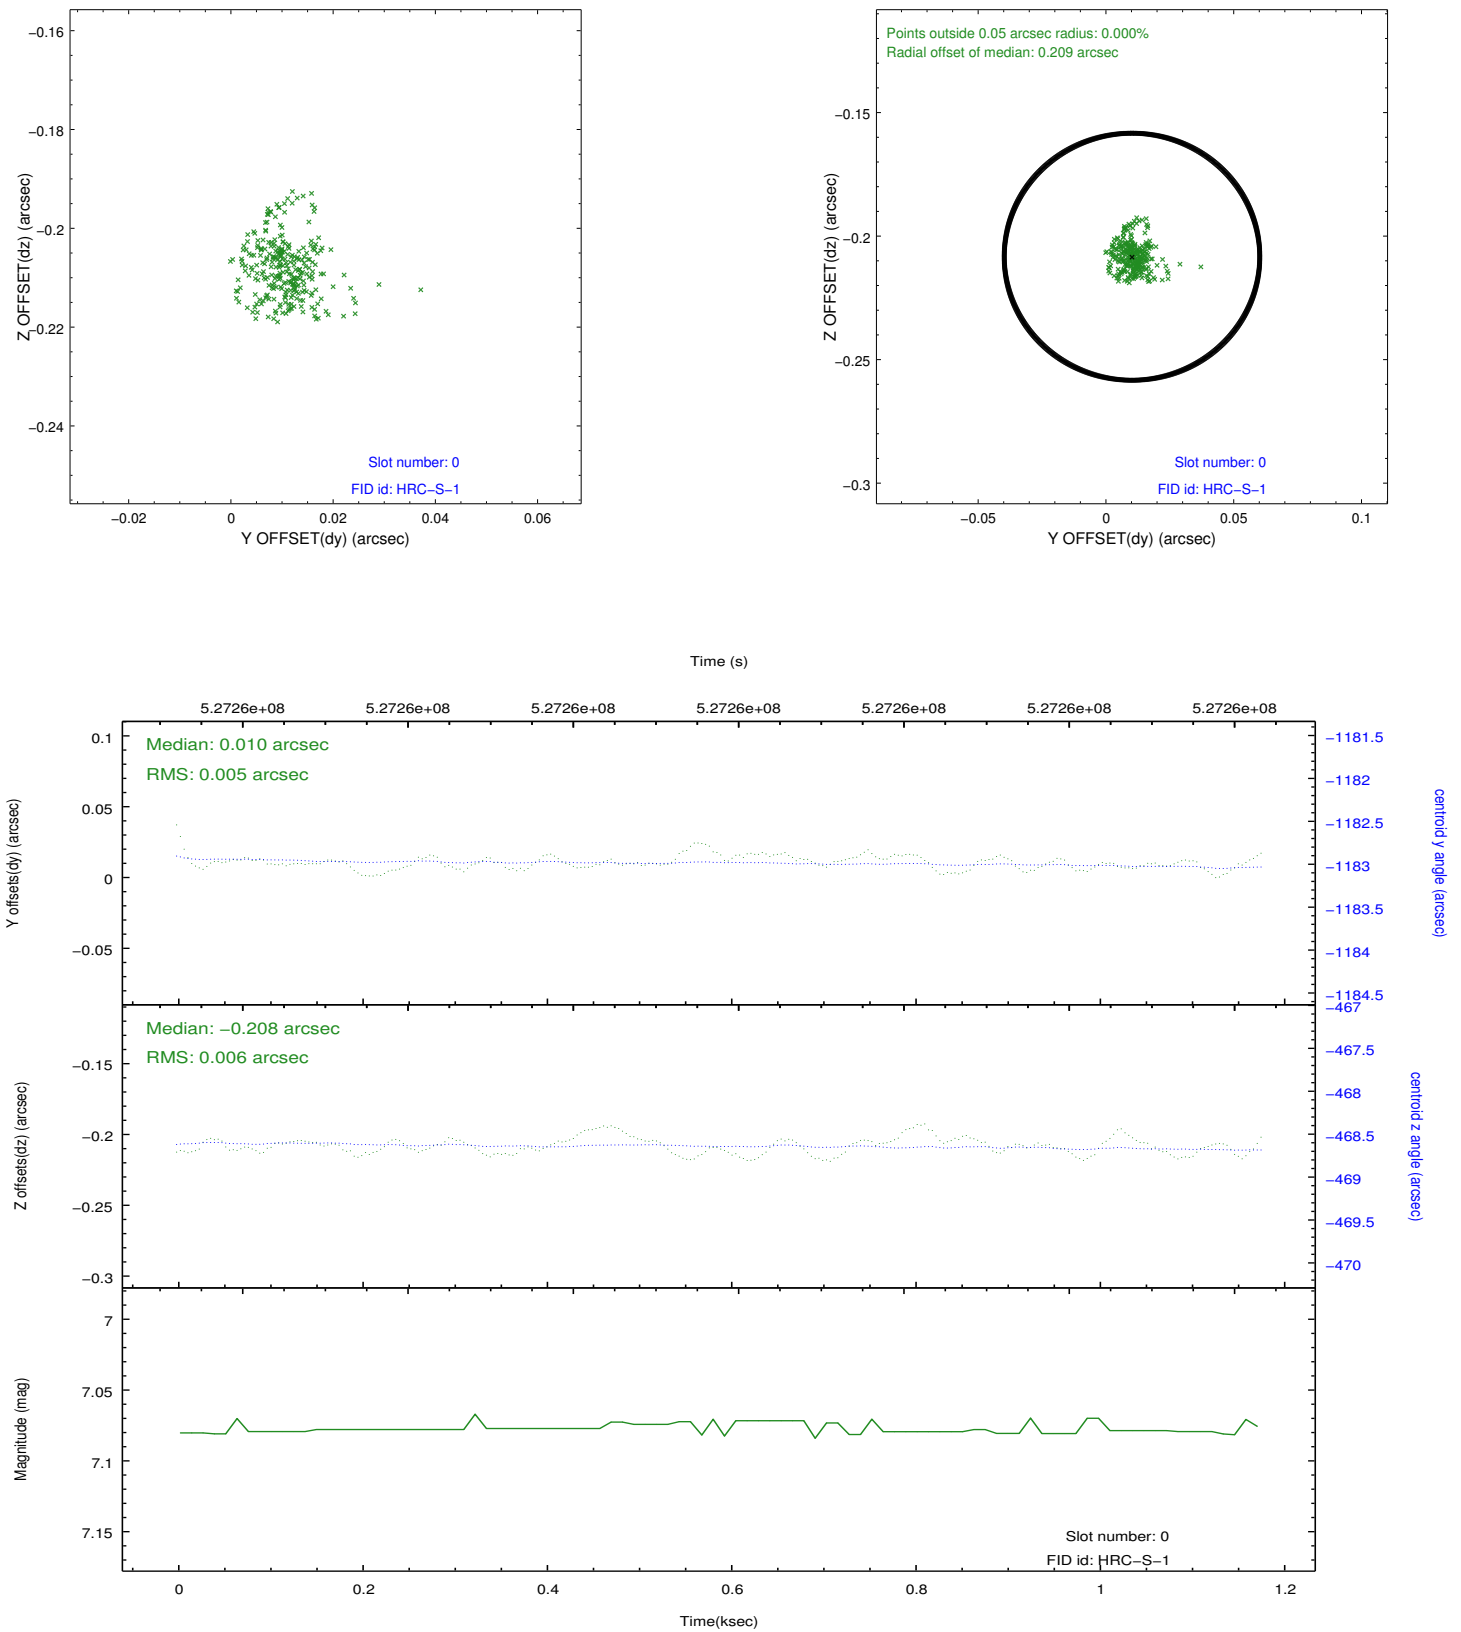 −0.16
−0.18
−0.2
−0.22
−0.24
Z OFFSET(dz) (arcsec)
Slot number: 0
FID id: HRC−S−1
−0.02
0
0.02
0.04
0.06
Y OFFSET(dy) (arcsec)
Points outside 0.05 arcsec radius: 0.000%
Radial offset of median: 0.209 arcsec
−0.15
−0.2
−0.25
−0.3
Z OFFSET(dz) (arcsec)
Slot number: 0
FID id: HRC−S−1
−0.05
0
0.05
0.1
Y OFFSET(dy) (arcsec)
Time (s)
5.2726e+08
5.2726e+08
5.2726e+08
5.2726e+08
5.2726e+08
5.2726e+08
5.2726e+08
Median: 0.010 arcsec
RMS: 0.005 arcsec
0.1
0.05
0
−0.05
Y offsets(dy) (arcsec)
−1181.5
−1182
−1182.5
−1183
−1183.5
−1184
−1184.5
centroid y angle (arcsec)
Median: −0.208 arcsec
RMS: 0.006 arcsec
−0.15
−0.2
−0.25
−0.3
Z offsets(dz) (arcsec)
−467
−467.5
−468
−468.5
−469
−469.5
−470
centroid z angle (arcsec)
7
7.05
7.1
7.15
Magnitude (mag)
Slot number: 0
FID id: HRC−S−1
0
0.2
0.4
0.6
0.8
1
1.2
Time(ksec)